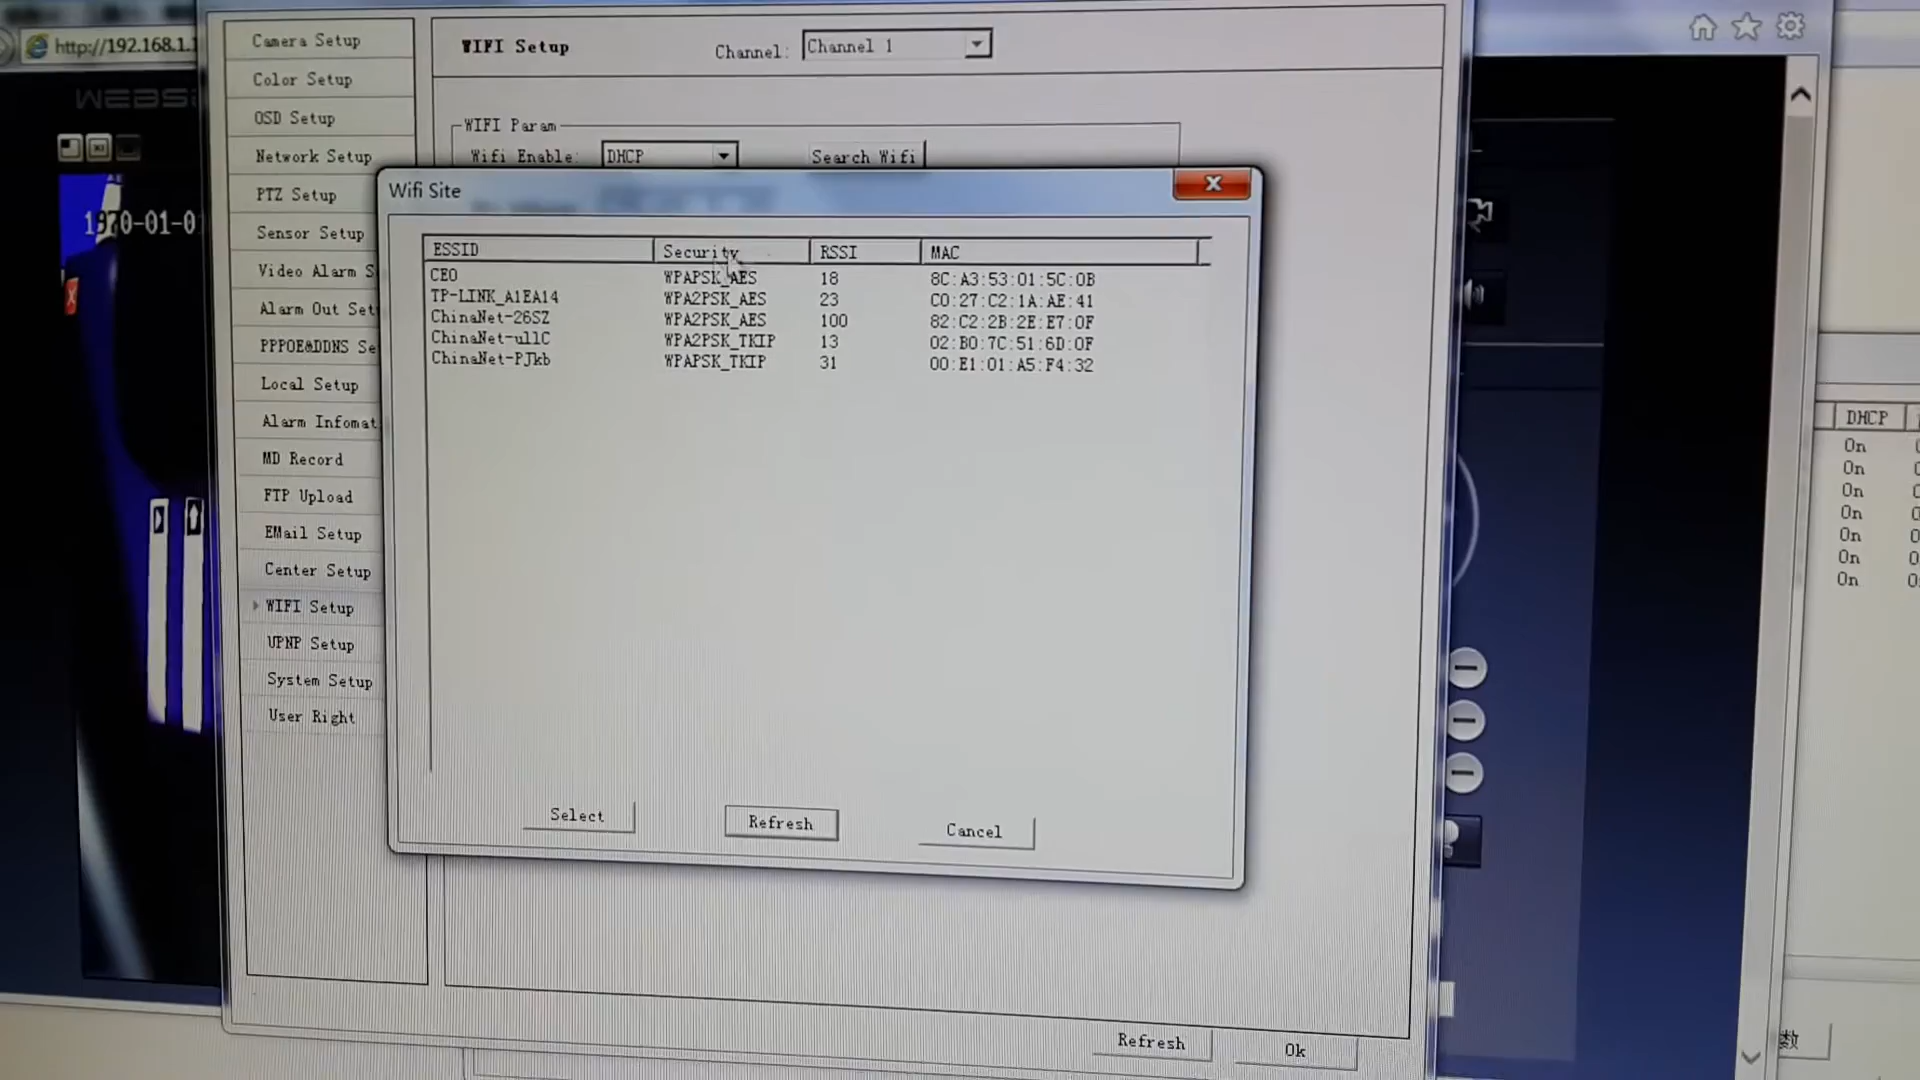 http://192.168.1.1
Camera Setup
Color Setup
OSD Setup
Network Setup
PTZ Setup
Sensor Setup
Video Alarm S
Alarm Out Set
PPPOE&DDNS Se
Local Setup
Alarm Infomat
MD Record
FTP Upload
EMail Setup
Center Setup
WIFI Setup
UPNP Setup
System Setup
User Right
WIFI Setup
Channel: Channel 1
WIFI Param
Wifi Enable: DHCP Search Wifi
Wifi Site
ESSID Security RSSI MAC
CEO WPAPSK_AES 18 8C:A3:53:01:5C:0B
TP-LINK_A1EA14 WPA2PSK_AES 23 C0:27:C2:1A:AE:41
ChinaNet-26SZ WPA2PSK_AES 100 82:C2:2B:2E:E7:0F
ChinaNet-ullC WPA2PSK_TKIP 13 02:B0:7C:51:6D:0F
ChinaNet-PJkb WPAPSK_TKIP 31 00:E1:01:A5:F4:32
Select Refresh Cancel
Refresh Ok
WEBS
1970-01-01
DHCP
On
On
On
On
On
On
On
数